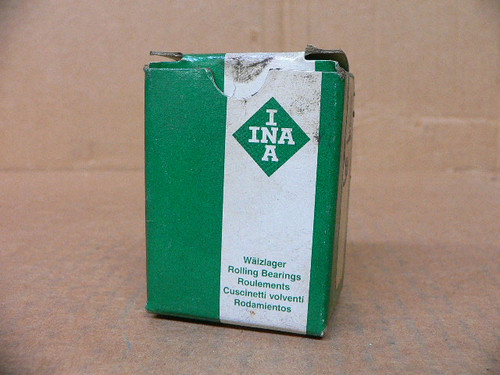 I
INA
A
Wälzlager
Rolling Bearings
Roulements
Cuscinetti volventi
Rodamientos